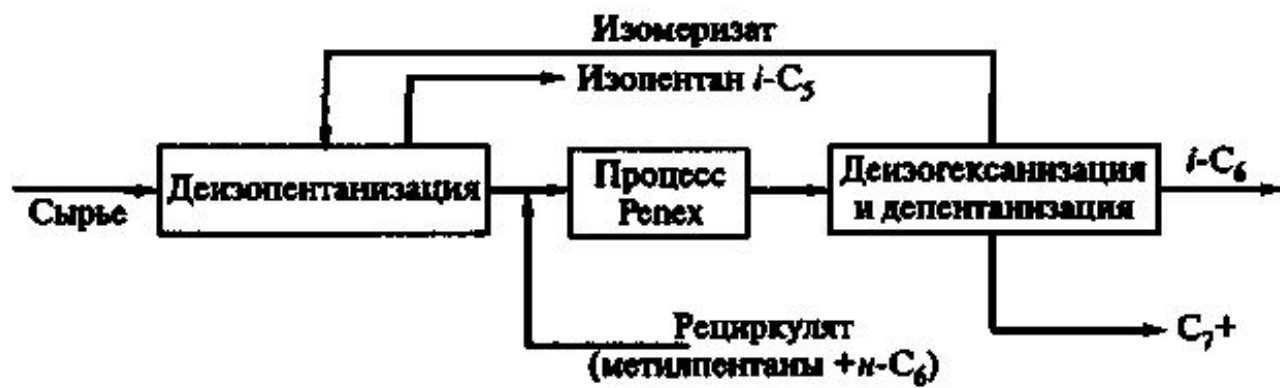 Изомеризат
Изопентан i-C5
Сырье
Деизопентанизация
Процесс
Penex
Деизогексанизация
и депентанизация
i-C6
Рециркулят
(метилпентаны +н-C6)
C7+